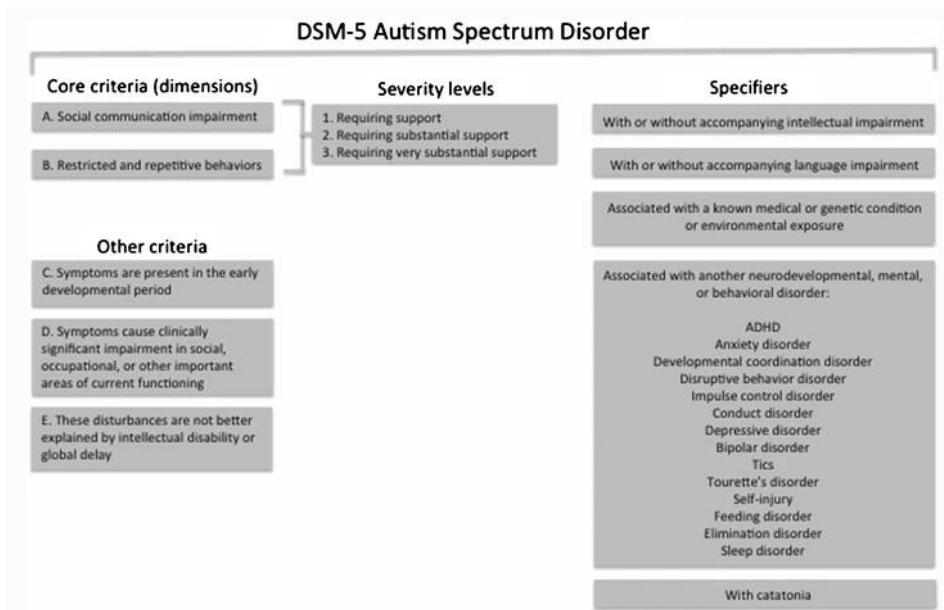 DSM-5 Autism Spectrum Disorder
Core criteria (dimensions)
A. Social communication impairment
B. Restricted and repetitive behaviors
Severity levels
1. Requiring support
2. Requiring substantial support
3. Requiring very substantial support
Other criteria
C. Symptoms are present in the early
developmental period
D. Symptoms cause clinically
significant impairment in social,
occupational, or other important
areas of current functioning
E. These disturbances are not better
explained by intellectual disability or
global delay
Specifiers
With or without accompanying intellectual impairment
With or without accompanying language impairment
Associated with a known medical or genetic condition
or environmental exposure
Associated with another neurodevelopmental, mental,
or behavioral disorder:
ADHD
Anxiety disorder
Developmental coordination disorder
Disruptive behavior disorder
Impulse control disorder
Conduct disorder
Depressive disorder
Bipolar disorder
Tics
Tourette's disorder
Self-injury
Feeding disorder
Elimination disorder
Sleep disorder
With catatonia